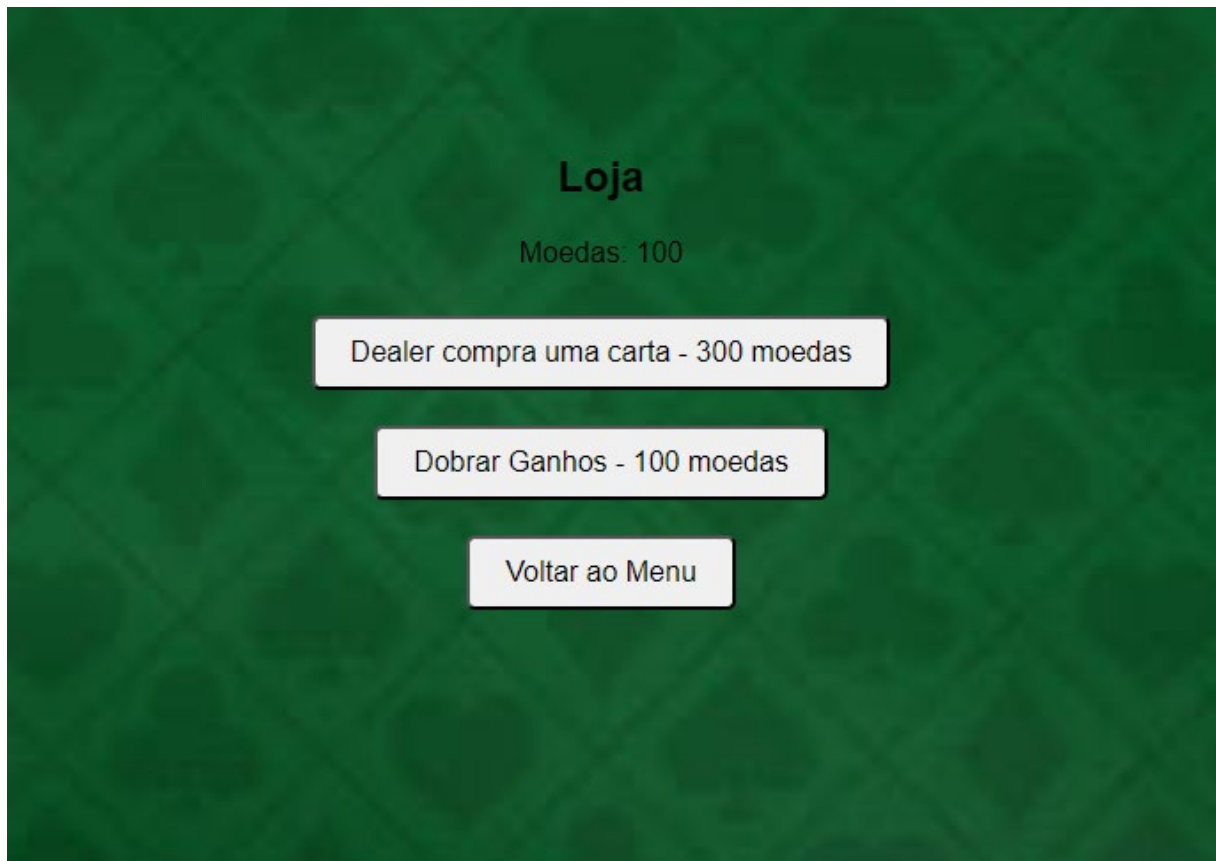 Loja
Moedas: 100
Dealer compra uma carta - 300 moedas
Dobrar Ganhos - 100 moedas
Voltar ao Menu